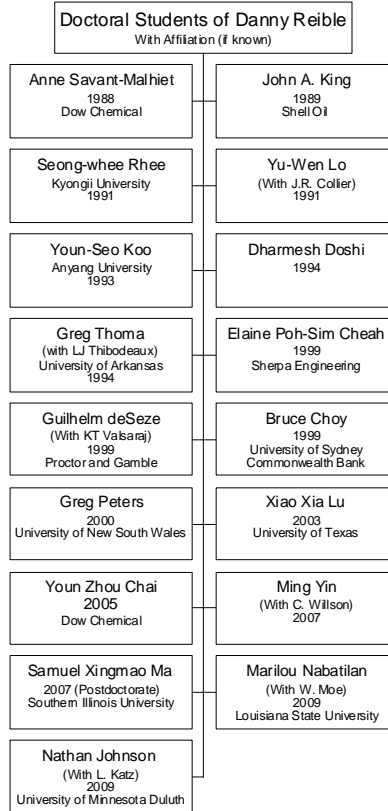 Doctoral Students of Danny Reible
With Affiliation (if known)
Anne Savant-Malhiet
1988
Dow Chemical
John A. King
1989
Shell Oil
Seong-whee Rhee
Kyongii University
1991
Yu-Wen Lo
(With J.R. Collier)
1991
Youn-Seo Koo
Anyang University
1993
Dharmesh Doshi
1994
Greg Thoma
(with LJ Thibodeaux)
University of Arkansas
1994
Elaine Poh-Sim Cheah
1999
Sherpa Engineering
Guilhelm deSeze
(With KT Valsaraj)
1999
Proctor and Gamble
Bruce Choy
1999
University of Sydney
Commonwealth Bank
Greg Peters
2000
University of New South Wales
Xiao Xia Lu
2003
University of Texas
Youn Zhou Chai
2005
Dow Chemical
Ming Yin
(With C. Willson)
2007
Samuel Xingmao Ma
2007 (Postdoctorate)
Southern Illinois University
Marilou Nabatilan
(With W. Moe)
2009
Louisiana State University
Nathan Johnson
(With L. Katz)
2009
University of Minnesota Duluth